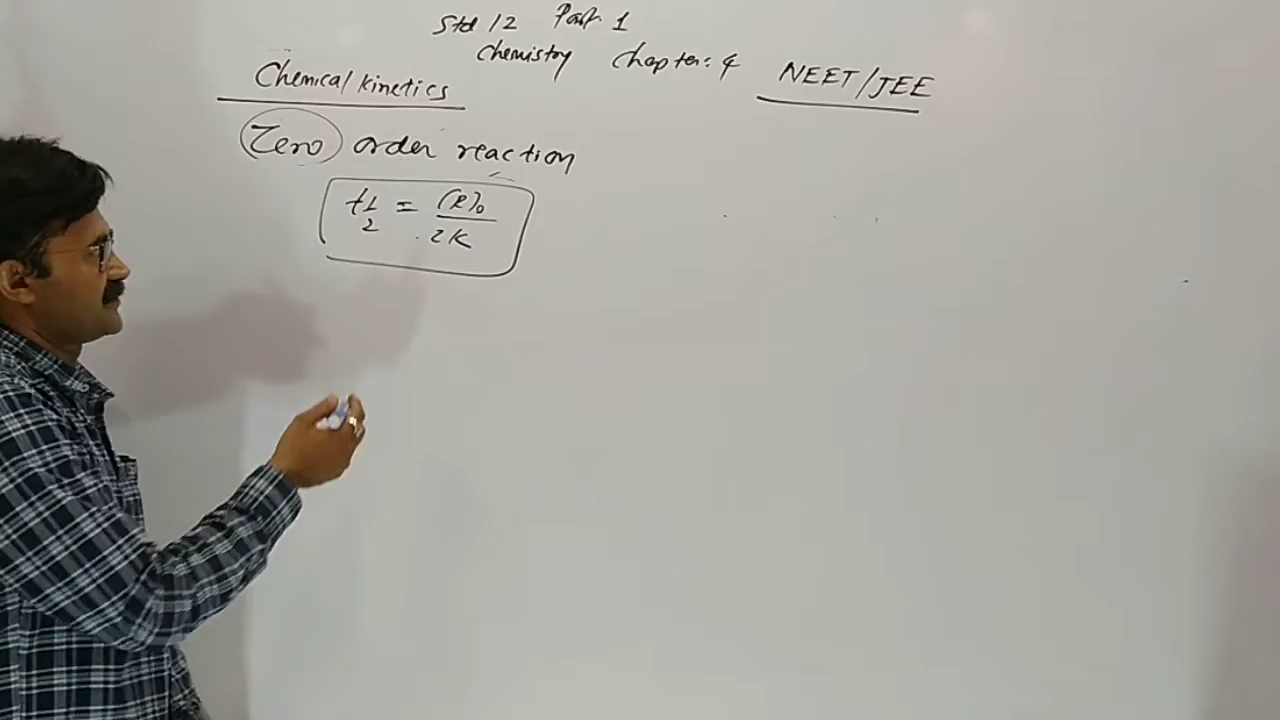 Std 12 Part 1
Chemistry Chapter: 4 NEET/JEE
Chemical kinetics
Zero order reaction
t1/2 = (R)0/2K